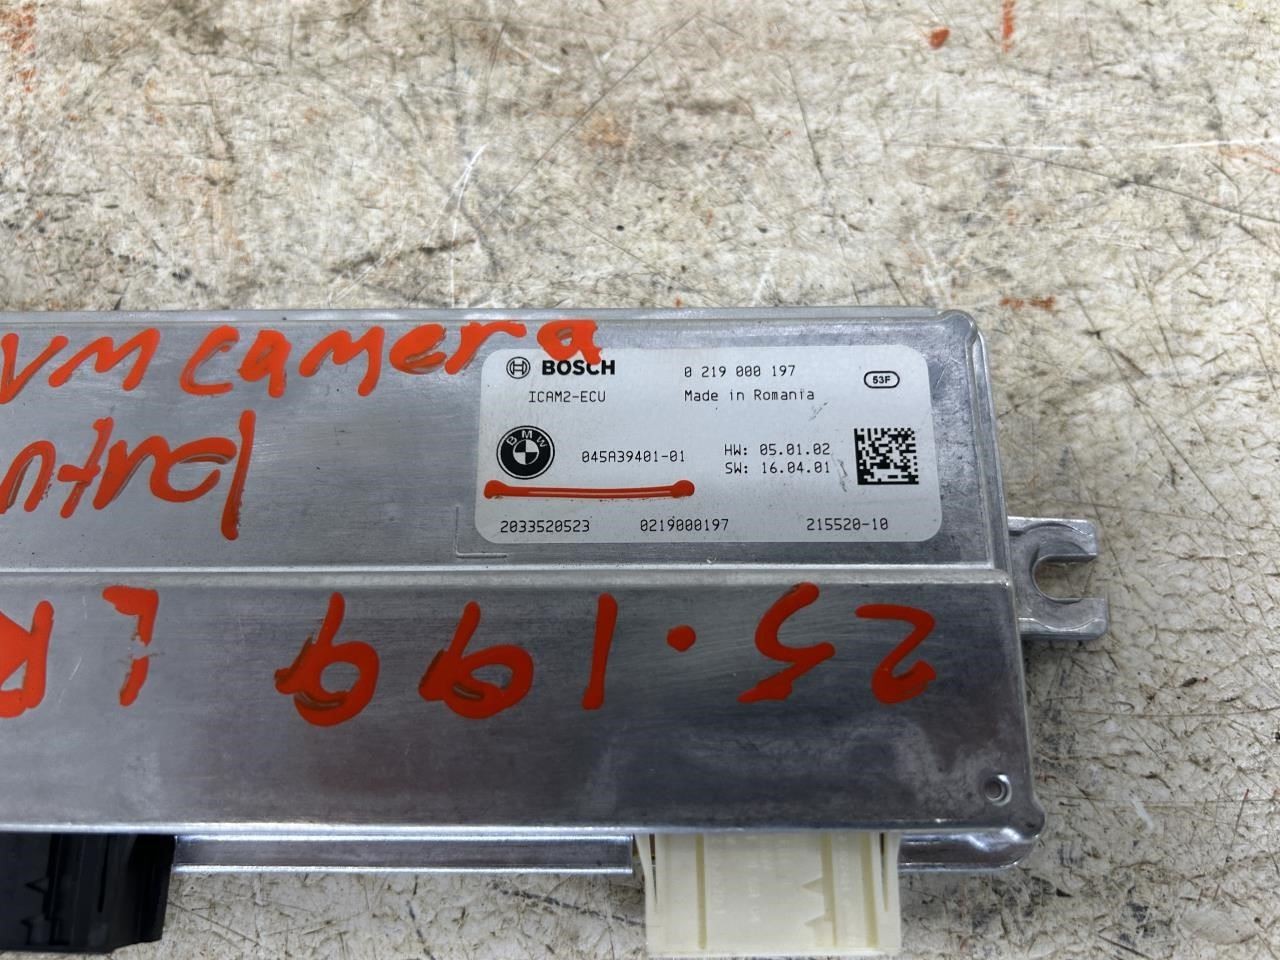 VM camera
BOSCH 0 219 000 197
53F
ICAM2-ECU Made in Romania
BMW
045A39401-01 HW: 05.01.02
SW: 16.04.01
2033520523 0219000197 215520-10
ntrol
25.199